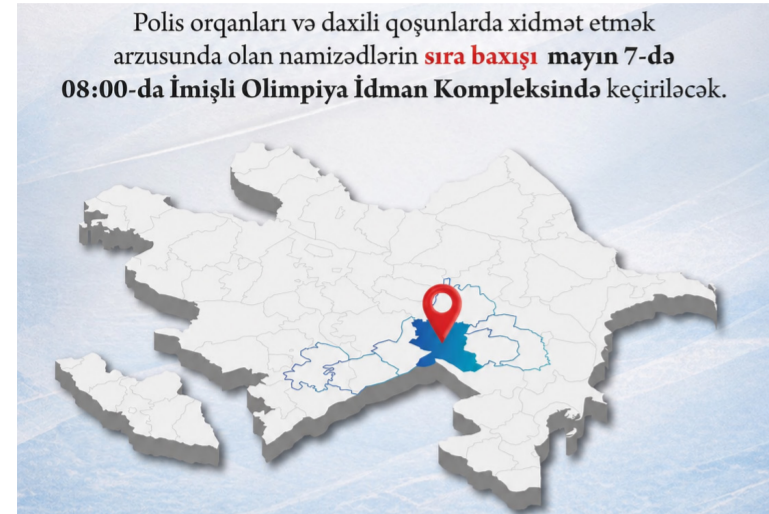 Polis orqanları və daxili qoşunlarda xidmət etmək
arzusunda olan namizədlərin sıra baxışı mayın 7-də
08:00-da İmişli Olimpiya İdman Kompleksində keçiriləcək.